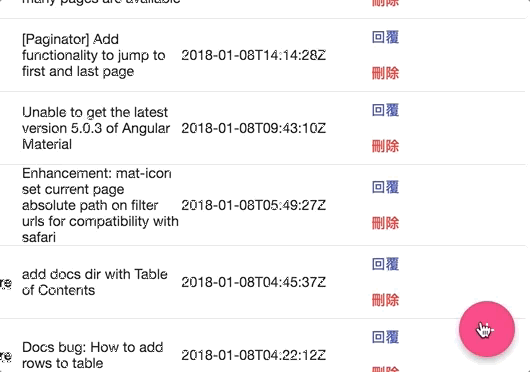 many pages are available
刪除
[Paginator] Add
functionality to jump to
first and last page
2018-01-08T14:14:28Z
回覆
刪除
Unable to get the latest
version 5.0.3 of Angular
Material
2018-01-08T09:43:10Z
回覆
刪除
Enhancement: mat-icon
set current page
absolute path on filter
urls for compatibility with
safari
2018-01-08T05:49:27Z
回覆
刪除
re
add docs dir with Table
of Contents
2018-01-08T04:45:37Z
回覆
刪除
re
Docs bug: How to add
rows to table
2018-01-08T04:22:12Z
回覆
刪除